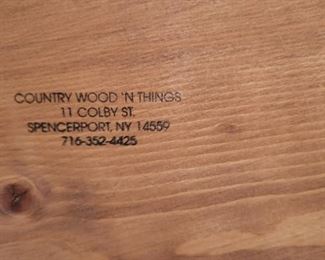 COUNTRY WOOD 'N THINGS
11 COLBY ST.
SPENCERPORT, NY 14559
716-352-4425